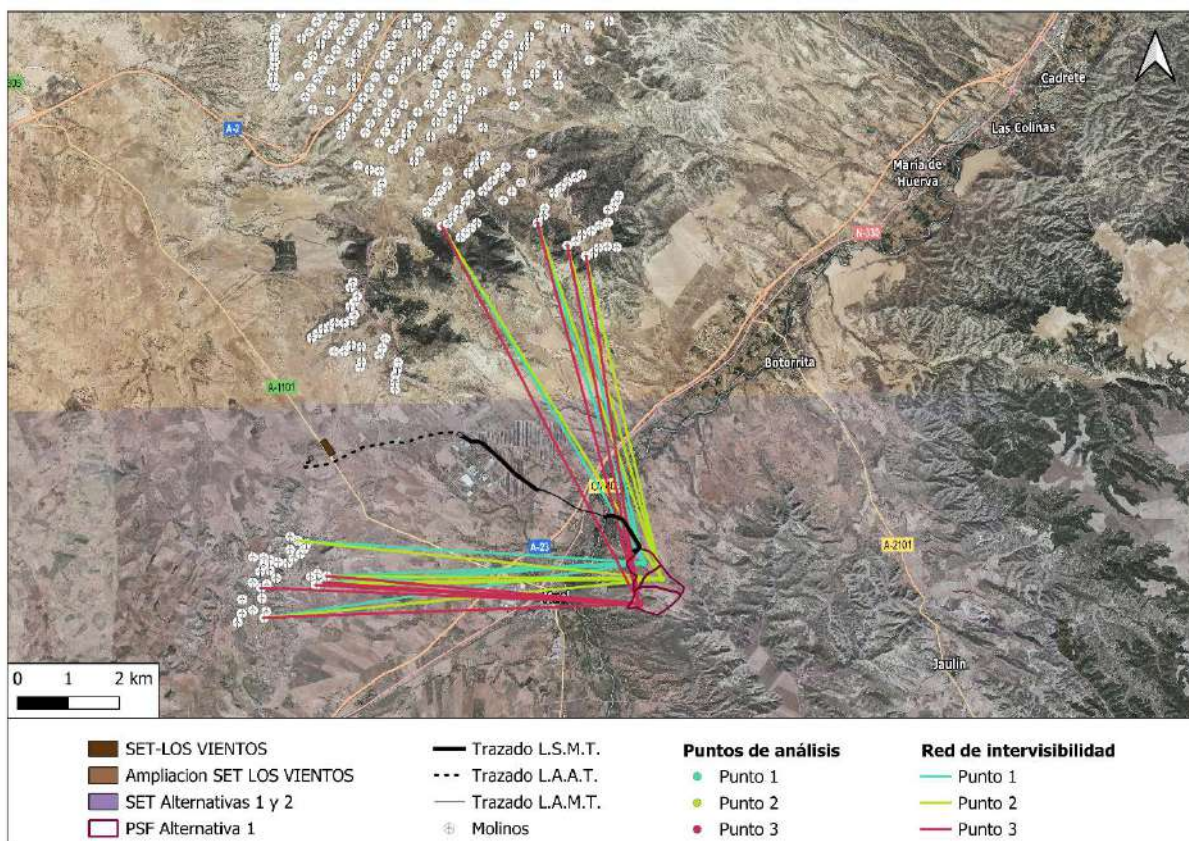 Cadrete
A-2
Las Colinas
María de
Huerva
N-330
Botorrita
A-1101
A-23
A-2101
Jaulín
0 1 2 km
SET-LOS VIENTOS
Ampliacion SET LOS VIENTOS
SET Alternativas 1 y 2
PSF Alternativa 1
Trazado L.S.M.T.
Trazado L.A.A.T.
Trazado L.A.M.T.
Molinos
Puntos de análisis
Punto 1
Punto 2
Punto 3
Red de intervisibilidad
Punto 1
Punto 2
Punto 3